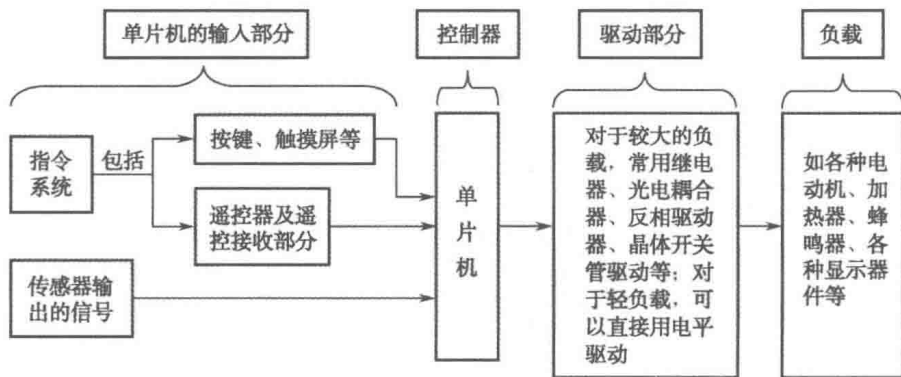 单片机的输入部分
控制器
驱动部分
负载
指令
系统
包括
按键、触摸屏等
遥控器及遥
控接收部分
传感器输
出的信号
单
片
机
对于较大的负
载，常用继电
器、光电耦合
器、反相驱动
器、晶体开关
管驱动等；对
于轻负载，可
以直接用电平
驱动
如各种电
动机、加
热器、蜂
鸣器、各
种显示器
件等